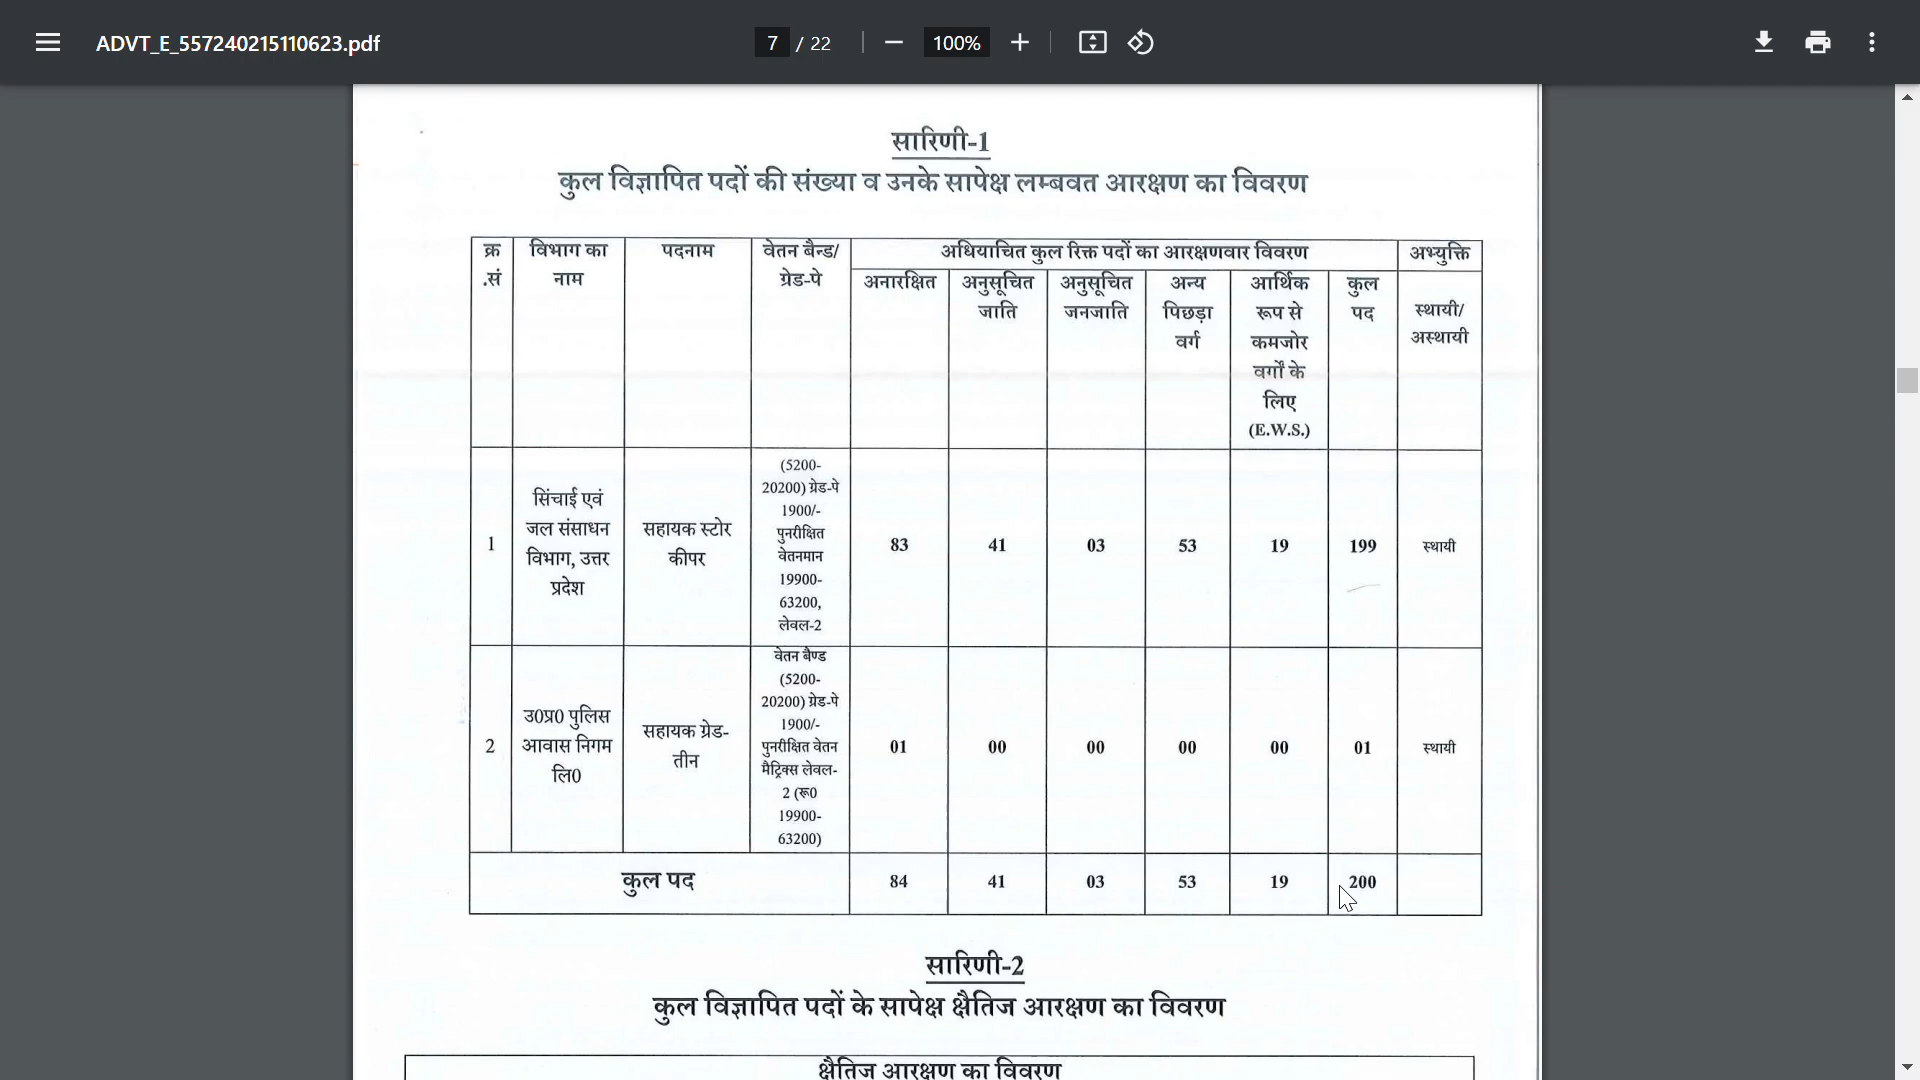 ADVT_E_557240215110623.pdf
7 / 22
100%
सारिणी-1
कुल विज्ञापित पदों की संख्या व उनके सापेक्ष लम्बवत आरक्षण का विवरण
क्र
.सं
विभाग का
नाम
पदनाम
वेतन बैन्ड/
ग्रेड-पे
अधियाचित कुल रिक्त पदों का आरक्षणवार विवरण
अभ्युक्ति
अनारक्षित
अनुसूचित
जाति
अनुसूचित
जनजाति
अन्य
पिछड़ा
वर्ग
आर्थिक
रूप से
कमजोर
वर्गों के
लिए
(E.W.S.)
कुल
पद
स्थायी/
अस्थायी
1
सिंचाई एवं
जल संसाधन
विभाग, उत्तर
प्रदेश
सहायक स्टोर
कीपर
(5200-
20200) ग्रेड-पे
1900/-
पुनरीक्षित
वेतनमान
19900-
63200,
लेवल-2
83
41
03
53
19
199
स्थायी
2
उ0प्र0 पुलिस
आवास निगम
लि0
सहायक ग्रेड-
तीन
वेतन बैण्ड
(5200-
20200) ग्रेड-पे
1900/-
पुनरीक्षित वेतन
मैट्रिक्स लेवल-
2 (रू0
19900-
63200)
01
00
00
00
00
01
स्थायी
कुल पद
84
41
03
53
19
200
सारिणी-2
कुल विज्ञापित पदों के सापेक्ष क्षैतिज आरक्षण का विवरण
क्षैतिज आरक्षण का विवरण